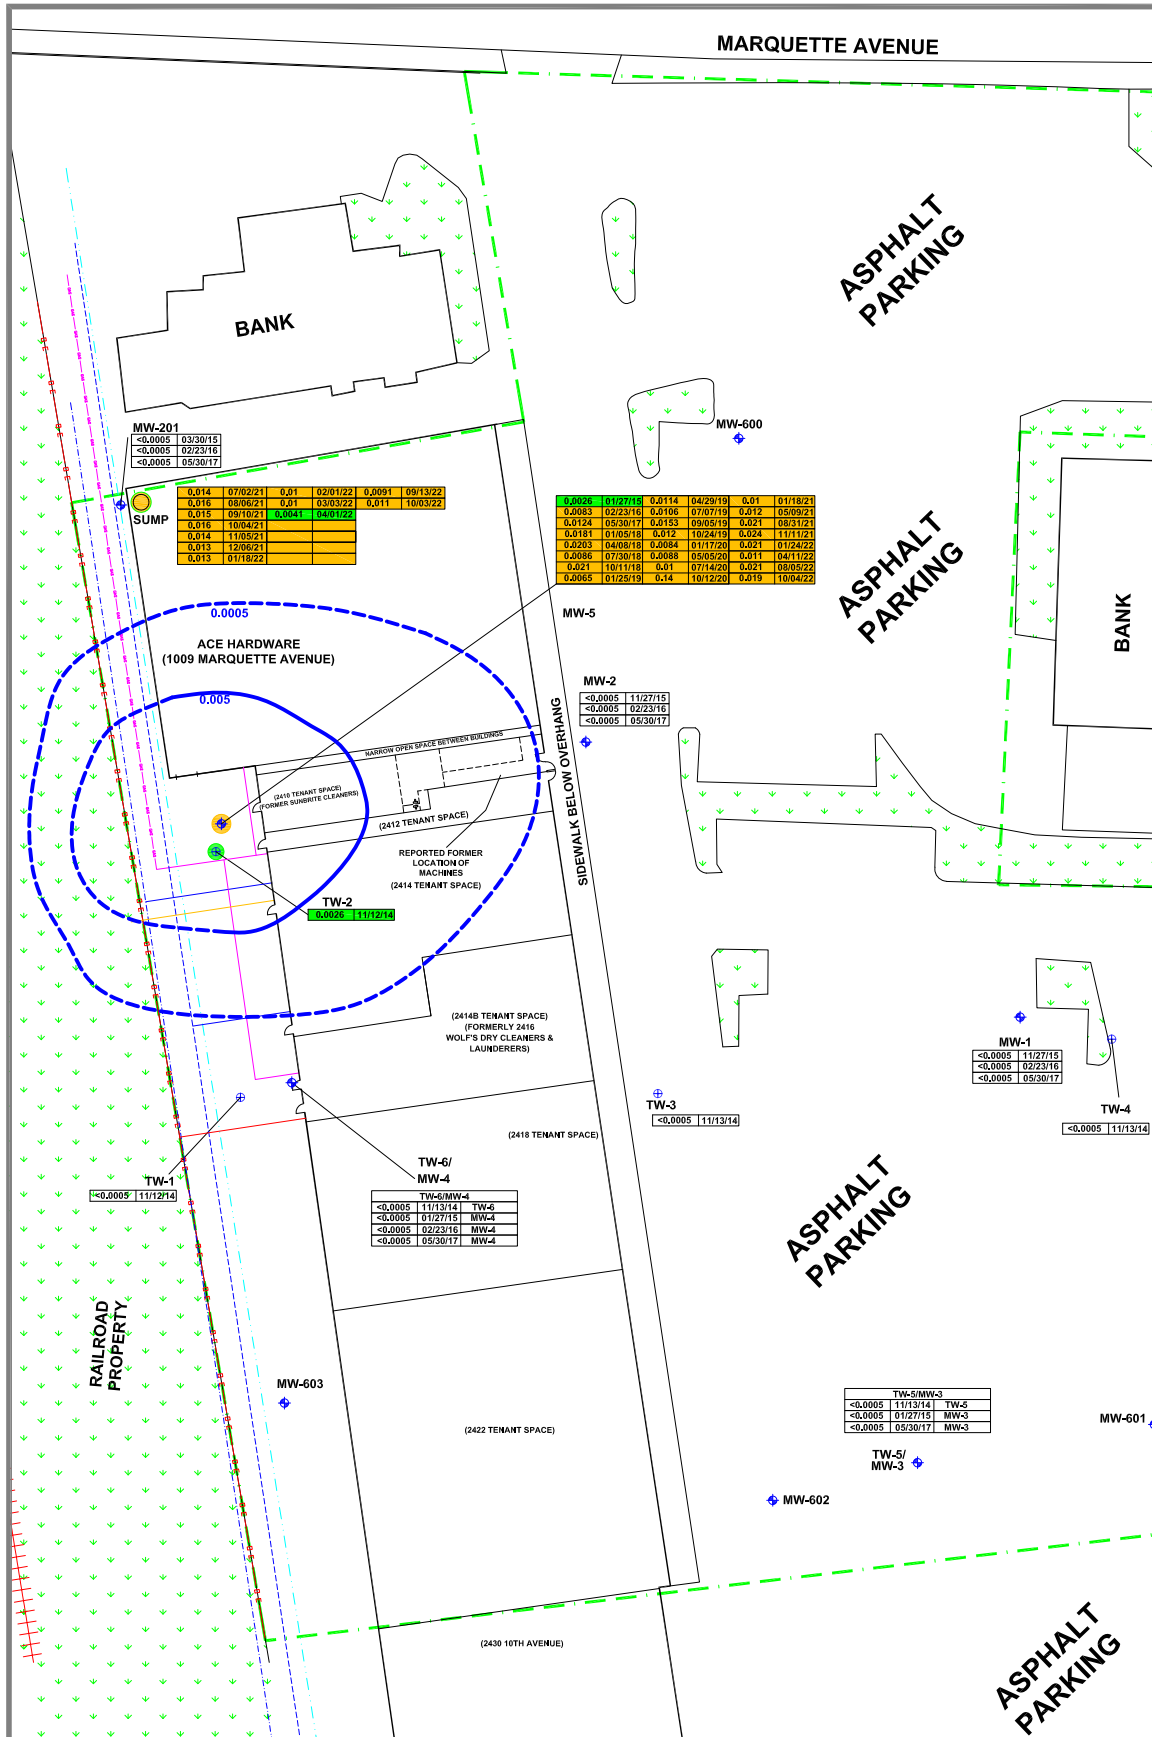 MARQUETTE AVENUE
ASPHALT
PARKING
BANK
MW-201
<0.0005 03/30/15
<0.0005 02/23/16
<0.0005 05/30/17
MW-600
SUMP
0.014 07/02/21 0.01 02/01/22 0.0091 09/13/22
0.016 08/06/21 0.01 03/03/22 0.011 10/03/22
0.015 09/10/21 0.0041 04/01/22
0.016 10/04/21
0.014 11/05/21
0.013 12/06/21
0.013 01/18/22
0.0026 01/27/15 0.0114 04/29/19 0.01 01/18/21
0.0083 02/23/16 0.0106 07/07/19 0.012 05/09/21
0.0124 05/30/17 0.0153 09/05/19 0.021 08/31/21
0.0181 01/05/18 0.012 10/24/19 0.024 11/11/21
0.0203 04/08/18 0.0084 01/17/20 0.021 01/24/22
0.0086 07/30/18 0.0088 05/05/20 0.011 04/11/22
0.021 10/11/18 0.01 07/14/20 0.021 08/05/22
0.0065 01/25/19 0.14 10/12/20 0.019 10/04/22
ASPHALT
PARKING
BANK
0.0005
MW-5
ACE HARDWARE
(1009 MARQUETTE AVENUE)
0.005
MW-2
<0.0005 11/27/15
<0.0005 02/23/16
<0.0005 05/30/17
SIDEWALK BELOW OVERHANG
NARROW OPEN SPACE BETWEEN BUILDINGS
(2410 TENANT SPACE)
(FORMER SUNBRITE CLEANERS)
(2412 TENANT SPACE)
REPORTED FORMER
LOCATION OF
MACHINES
(2414 TENANT SPACE)
TW-2
0.0026 11/12/14
(2414B TENANT SPACE)
(FORMERLY 2416
WOLF'S DRY CLEANERS &
LAUNDERERS)
MW-1
<0.0005 11/27/15
<0.0005 02/23/16
<0.0005 05/30/17
TW-3
<0.0005 11/13/14
TW-4
<0.0005 11/13/14
(2418 TENANT SPACE)
TW-1
<0.0005 11/12/14
TW-6/
MW-4
TW-6/MW-4
<0.0005 11/13/14 TW-6
<0.0005 01/27/15 MW-4
<0.0005 02/23/16 MW-4
<0.0005 05/30/17 MW-4
ASPHALT
PARKING
RAILROAD
PROPERTY
MW-603
(2422 TENANT SPACE)
TW-5/MW-3
<0.0005 11/13/14 TW-5
<0.0005 01/27/15 MW-3
<0.0005 05/30/17 MW-3
MW-601
TW-5/
MW-3
MW-602
(2430 10TH AVENUE)
ASPHALT
PARKING